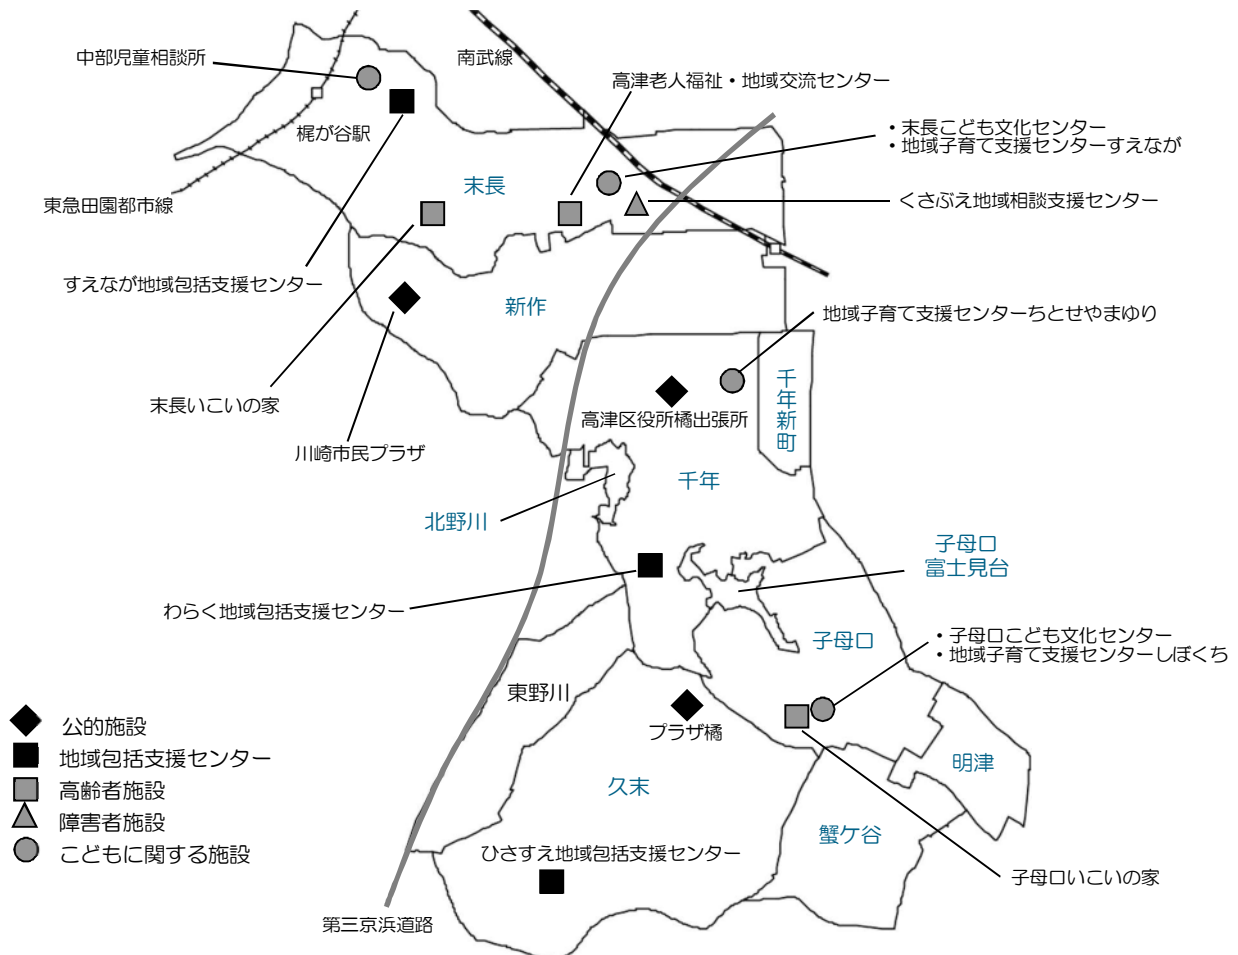 中部児童相談所
南武線
高津老人福祉・地域交流センター
・末長こども文化センター
・地域子育て支援センターすえなが
梶が谷駅
末長
くさぶえ地域相談支援センター
東急田園都市線
すえなが地域包括支援センター
新作
地域子育て支援センターちとせやまゆり
千年新町
末長いこいの家
高津区役所橘出張所
川崎市民プラザ
千年
北野川
子母口
富士見台
わらく地域包括支援センター
子母口
・子母口こども文化センター
・地域子育て支援センターしぼくち
東野川
プラザ橘
明津
久末
蟹ケ谷
ひさすえ地域包括支援センター
子母口いこいの家
第三京浜道路
公的施設
地域包括支援センター
高齢者施設
障害者施設
こどもに関する施設